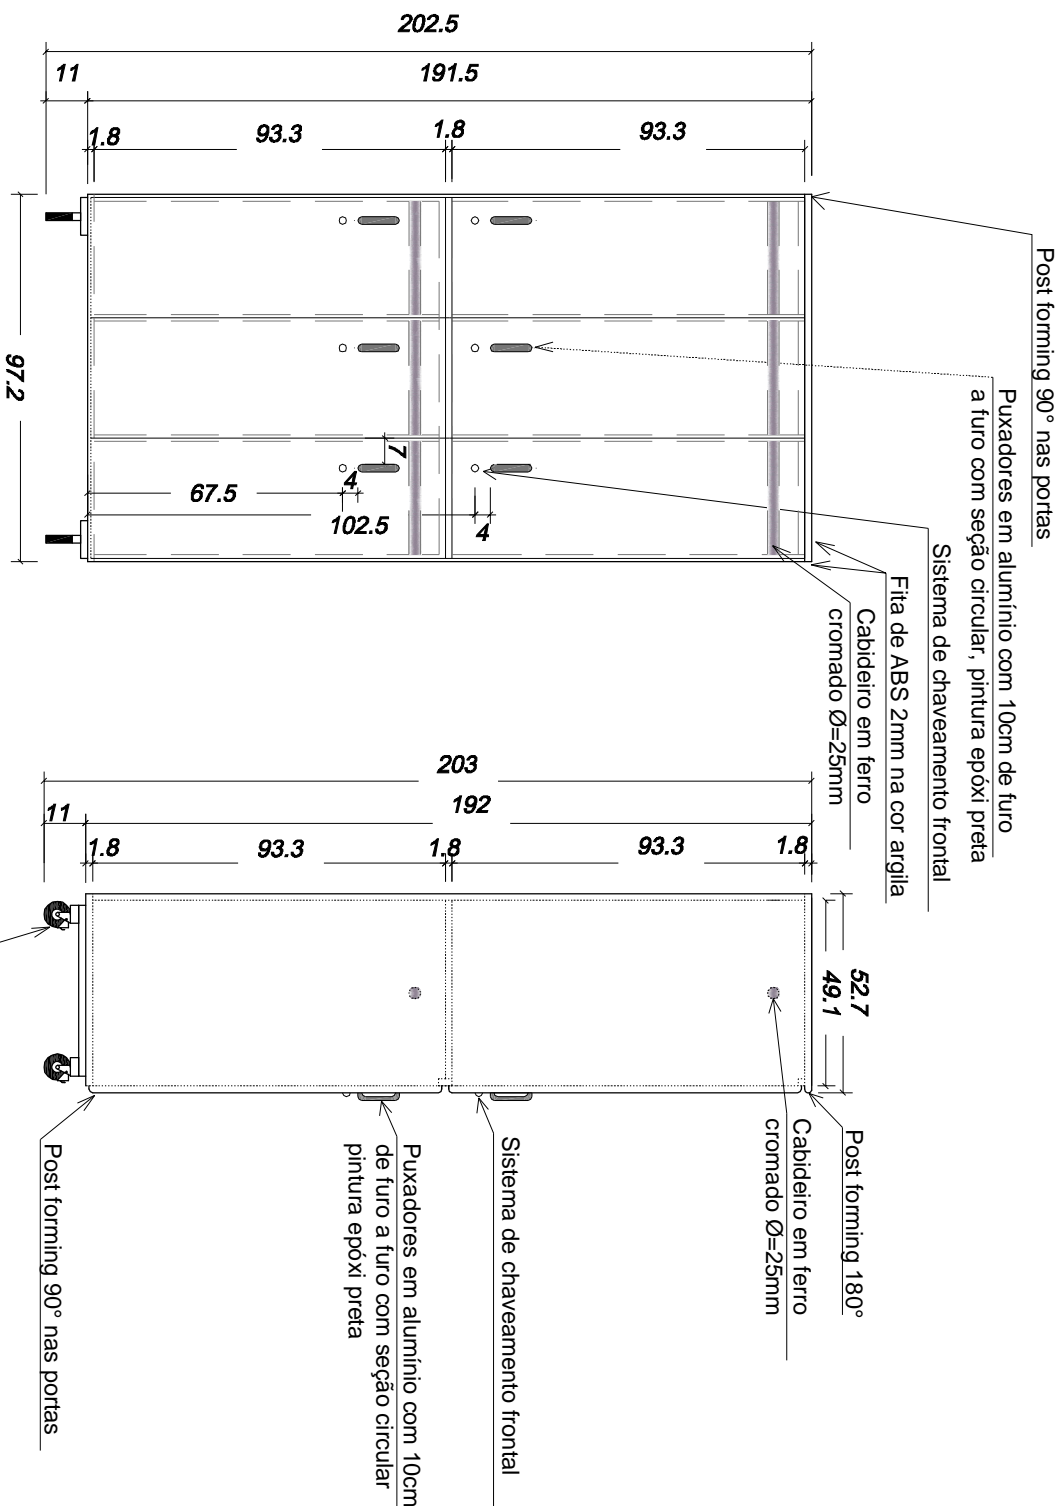 202.5
11
191.5
1.8
93.3
1.8
93.3
97.2
7
67.5
4
102.5
4
Post forming 90° nas portas
Puxadores em alumínio com 10cm de furo
a furo com seção circular, pintura epóxi preta
Sistema de chaveamento frontal
Fita de ABS 2mm na cor argila
Cabideiro em ferro
cromado Ø=25mm
203
11
192
1.8
93.3
1.8
93.3
1.8
52.7
49.1
Post forming 180°
Cabideiro em ferro
cromado Ø=25mm
Sistema de chaveamento frontal
Puxadores em alumínio com 10cm
de furo a furo com seção circular
pintura epóxi preta
Post forming 90° nas portas